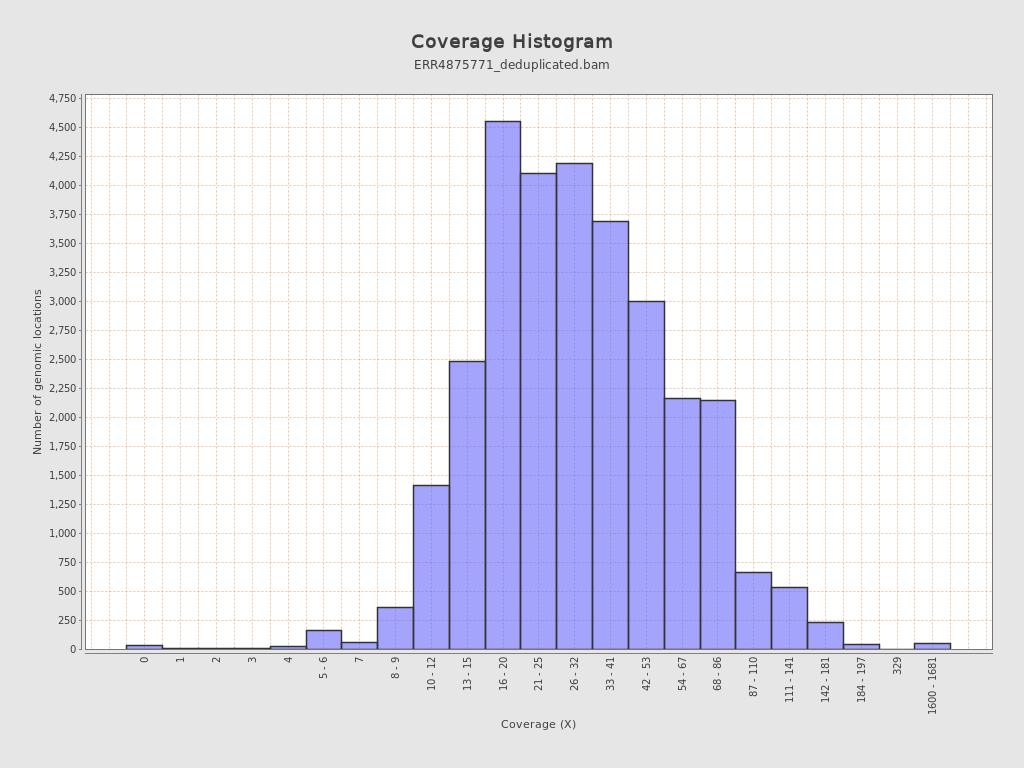 Coverage Histogram
ERR4875771_deduplicated.bam
Number of genomic locations
4,750
4,500
4,250
4,000
3,750
3,500
3,250
3,000
2,750
2,500
2,250
2,000
1,750
1,500
1,250
1,000
750
500
250
0
0
1
2
3
4
5 - 6
7
8 - 9
10 - 12
13 - 15
16 - 20
21 - 25
26 - 32
33 - 41
42 - 53
54 - 67
68 - 86
87 - 110
111 - 141
142 - 181
184 - 197
329
1600 - 1681
Coverage (X)